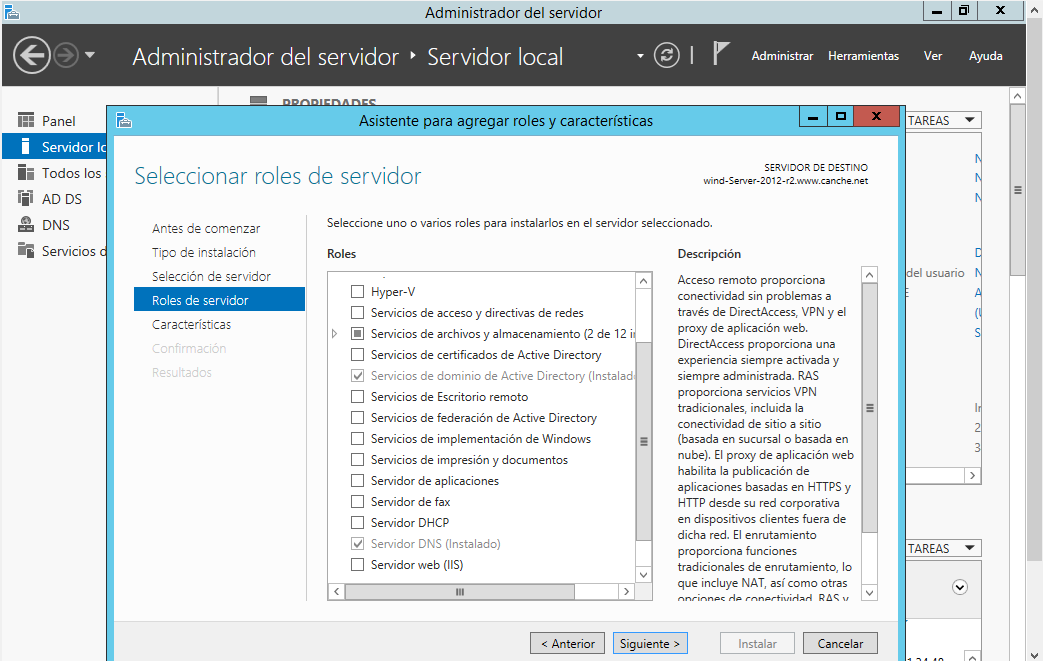 Administrador del servidor
Administrador del servidor
Servidor local
Administrar
Herramientas
Ver
Ayuda
Panel
Servidor lo
Todos los
AD DS
DNS
Servicios d
PROPIEDADES
TAREAS
del usuario
TAREAS
Asistente para agregar roles y características
Seleccionar roles de servidor
SERVIDOR DE DESTINO
wind-Server-2012-r2.www.canche.net
Antes de comenzar
Tipo de instalación
Selección de servidor
Roles de servidor
Características
Confirmación
Resultados
Seleccione uno o varios roles para instalarlos en el servidor seleccionado.
Roles
Hyper-V
Servicios de acceso y directivas de redes
Servicios de archivos y almacenamiento (2 de 12 in
Servicios de certificados de Active Directory
Servicios de dominio de Active Directory (Instalado
Servicios de Escritorio remoto
Servicios de federación de Active Directory
Servicios de implementación de Windows
Servicios de impresión y documentos
Servidor de aplicaciones
Servidor de fax
Servidor DHCP
Servidor DNS (Instalado)
Servidor web (IIS)
Descripción
Acceso remoto proporciona
conectividad sin problemas a
través de DirectAccess, VPN y el
proxy de aplicación web.
DirectAccess proporciona una
experiencia siempre activada y
siempre administrada. RAS
proporciona servicios VPN
tradicionales, incluida la
conectividad de sitio a sitio
(basada en sucursal o basada en
nube). El proxy de aplicación web
habilita la publicación de
aplicaciones basadas en HTTPS y
HTTP desde su red corporativa
en dispositivos clientes fuera de
dicha red. El enrutamiento
proporciona funciones
tradicionales de enrutamiento, lo
que incluye NAT, así como otras
opciones de conectividad. RAS y
< Anterior
Siguiente >
Instalar
Cancelar